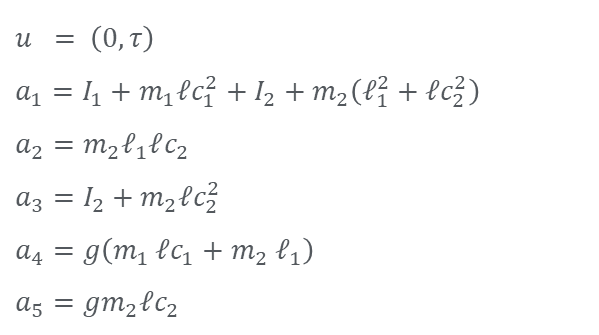 u = (0, τ)
a₁ = I₁ + m₁ℓc₁² + I₂ + m₂(ℓ₁² + ℓc₂²)
a₂ = m₂ℓ₁ℓc₂
a₃ = I₂ + m₂ℓc₂²
a₄ = g(m₁ ℓc₁ + m₂ ℓ₁)
a₅ = gm₂ℓc₂